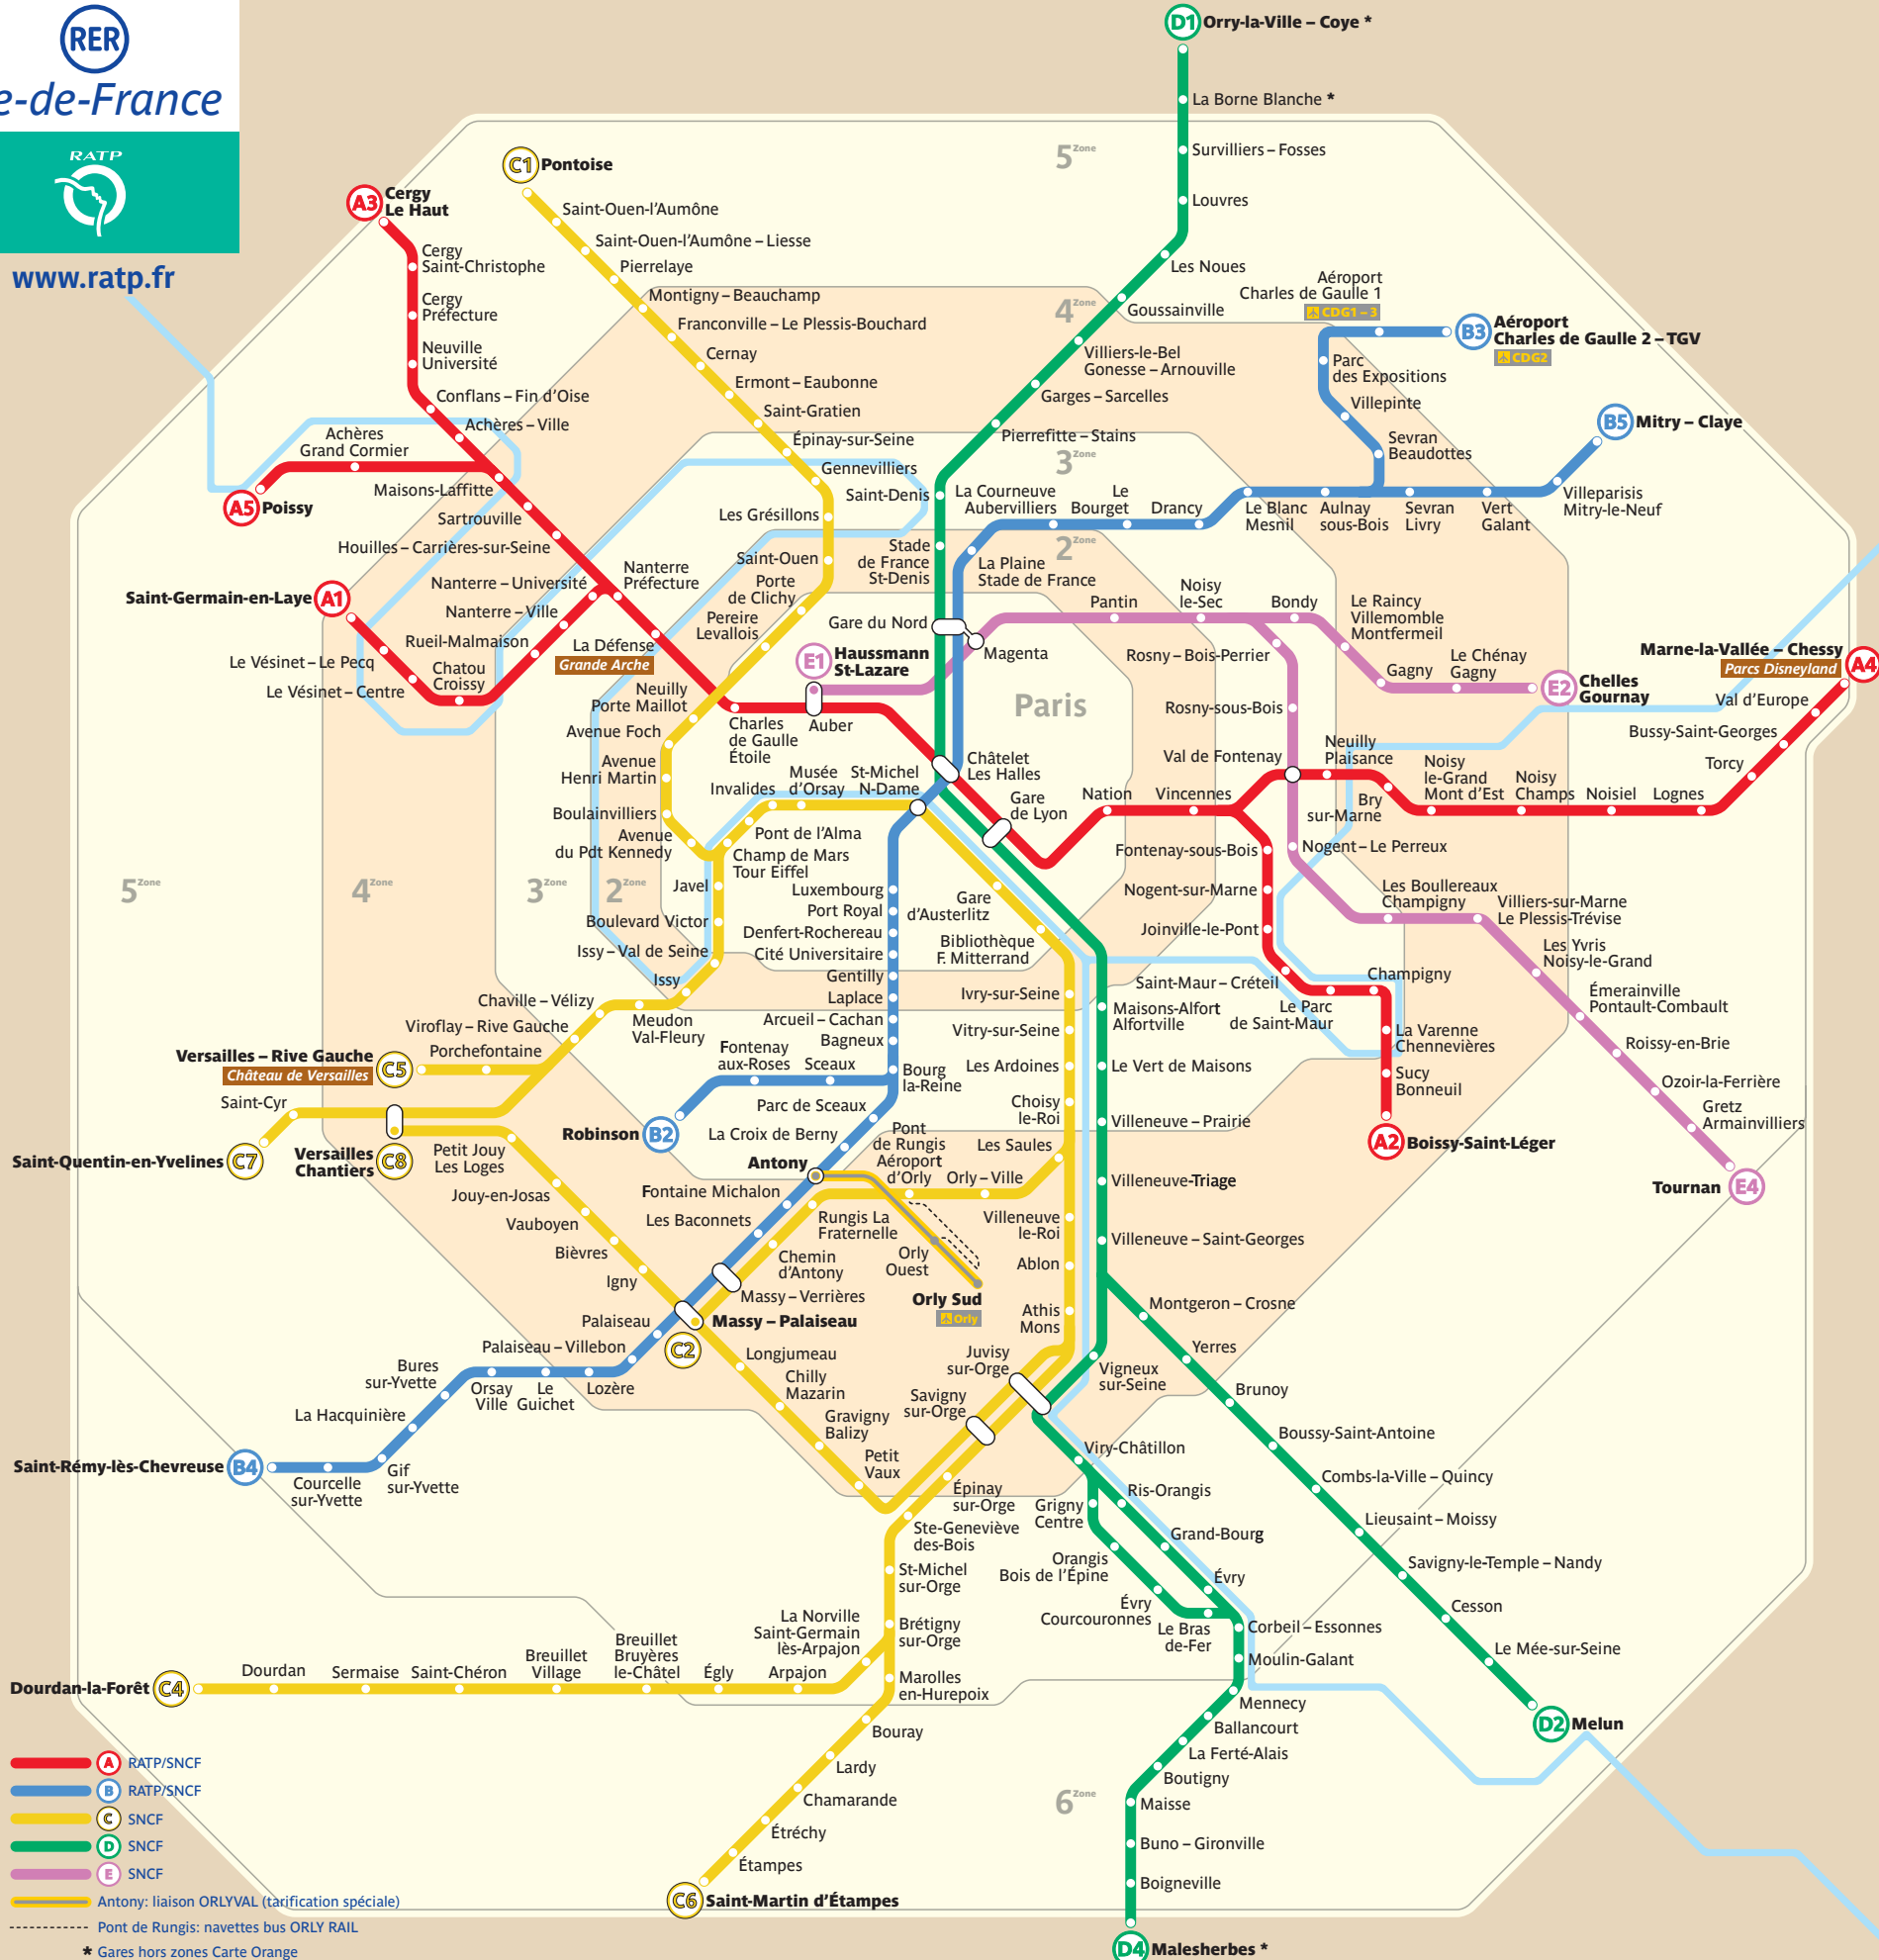 RER
e-de-France
RATP
www.ratp.fr
D1
Orry-la-Ville – Coye *
La Borne Blanche *
Survilliers – Fosses
Louvres
Les Noues
Goussainville
Villiers-le-Bel
Gonesse – Arnouville
Garges – Sarcelles
Pierrefitte – Stains
Saint-Denis
Stade
de France
St-Denis
Gare du Nord
5 Zone
4 Zone
3 Zone
2 Zone
Paris
C1
Pontoise
Saint-Ouen-l'Aumône
Saint-Ouen-l'Aumône – Liesse
Pierrelaye
Montigny – Beauchamp
Franconville – Le Plessis-Bouchard
Cernay
Ermont – Eaubonne
Saint-Gratien
Épinay-sur-Seine
Gennevilliers
Les Grésillons
Saint-Ouen
Porte
de Clichy
Pereire
Levallois
Neuilly
Porte Maillot
Avenue Foch
Avenue
Henri Martin
Boulainvilliers
Avenue
du Pdt Kennedy
A3
Cergy
Le Haut
Cergy
Saint-Christophe
Cergy
Préfecture
Neuville
Université
Conflans – Fin d'Oise
Achères – Ville
Achères
Grand Cormier
A5
Poissy
Maisons-Laffitte
Sartrouville
Houilles – Carrières-sur-Seine
Nanterre – Université
Nanterre
Préfecture
Nanterre – Ville
Rueil-Malmaison
La Défense
Grande Arche
Saint-Germain-en-Laye
A1
Le Vésinet – Le Pecq
Le Vésinet – Centre
Chatou
Croissy
Charles
de Gaulle
Étoile
Auber
E1
Haussmann
St-Lazare
Magenta
Châtelet
Les Halles
Gare
de Lyon
Nation
Vincennes
Aéroport
Charles de Gaulle 1
CDG1 – 3
B3
Aéroport
Charles de Gaulle 2 – TGV
CDG2
Parc
des Expositions
Villepinte
Sevran
Beaudottes
B5
Mitry – Claye
Villeparisis
Mitry-le-Neuf
Vert
Galant
Sevran
Livry
Aulnay
sous-Bois
Le Blanc
Mesnil
Drancy
Le
Bourget
La Courneuve
Aubervilliers
La Plaine
Stade de France
Pantin
Noisy
le-Sec
Bondy
Le Raincy
Villemomble
Montfermeil
Gagny
Le Chénay
Gagny
E2
Chelles
Gournay
Rosny – Bois-Perrier
Rosny-sous-Bois
Val de Fontenay
Neuilly
Plaisance
Bry
sur-Marne
Noisy
le-Grand
Mont d'Est
Noisy
Champs
Noisiel
Lognes
Torcy
Bussy-Saint-Georges
Val d'Europe
Marne-la-Vallée – Chessy
Parcs Disneyland
A4
Nogent – Le Perreux
Les Boullereaux
Champigny
Villiers-sur-Marne
Le Plessis-Trévise
Les Yvris
Noisy-le-Grand
Émerainville
Pontault-Combault
Roissy-en-Brie
Ozoir-la-Ferrière
Gretz
Armainvilliers
Tournan
E4
Fontenay-sous-Bois
Nogent-sur-Marne
Joinville-le-Pont
Saint-Maur – Créteil
Le Parc
de Saint-Maur
Champigny
La Varenne
Chennevières
Sucy
Bonneuil
A2
Boissy-Saint-Léger
Invalides
Musée
d'Orsay
St-Michel
N-Dame
Pont de l'Alma
Champ de Mars
Tour Eiffel
Javel
Boulevard Victor
Issy – Val de Seine
Issy
Meudon
Val-Fleury
Chaville – Vélizy
Viroflay – Rive Gauche
Porchefontaine
Versailles – Rive Gauche
Château de Versailles
C5
Saint-Cyr
Saint-Quentin-en-Yvelines
C7
Versailles
Chantiers
C8
Petit Jouy
Les Loges
Jouy-en-Josas
Vauboyen
Bièvres
Igny
5 Zone
4 Zone
3 Zone
2 Zone
Luxembourg
Port Royal
Denfert-Rochereau
Cité Universitaire
Gentilly
Laplace
Arcueil – Cachan
Bagneux
Bourg
la-Reine
Sceaux
Fontenay
aux-Roses
Robinson
B2
Parc de Sceaux
La Croix de Berny
Antony
Fontaine Michalon
Les Baconnets
Massy – Verrières
Massy – Palaiseau
C2
Palaiseau
Palaiseau – Villebon
Lozère
Le
Guichet
Orsay
Ville
Bures
sur-Yvette
La Hacquinière
Gif
sur-Yvette
Courcelle
sur-Yvette
Saint-Rémy-lès-Chevreuse
B4
Gare
d'Austerlitz
Bibliothèque
F. Mitterrand
Ivry-sur-Seine
Vitry-sur-Seine
Les Ardoines
Choisy
le-Roi
Les Saules
Orly – Ville
Pont
de Rungis
Aéroport
d'Orly
Rungis La
Fraternelle
Chemin
d'Antony
Orly
Ouest
Orly Sud
Orly
Villeneuve
le-Roi
Ablon
Athis
Mons
Juvisy
sur-Orge
Savigny
sur-Orge
Épinay
sur-Orge
Ste-Geneviève
des-Bois
St-Michel
sur-Orge
Brétigny
sur-Orge
Marolles
en-Hurepoix
Bouray
Lardy
Chamarande
Étréchy
Étampes
C6
Saint-Martin d'Étampes
Longjumeau
Chilly
Mazarin
Gravigny
Balizy
Petit
Vaux
La Norville
Saint-Germain
lès-Arpajon
Arpajon
Égly
Breuillet
Bruyères
le-Châtel
Breuillet
Village
Saint-Chéron
Sermaise
Dourdan
Dourdan-la-Forêt
C4
Maisons-Alfort
Alfortville
Le Vert de Maisons
Villeneuve – Prairie
Villeneuve-Triage
Villeneuve – Saint-Georges
Montgeron – Crosne
Yerres
Brunoy
Boussy-Saint-Antoine
Combs-la-Ville – Quincy
Lieusaint – Moissy
Savigny-le-Temple – Nandy
Cesson
Le Mée-sur-Seine
D2
Melun
Vigneux
sur-Seine
Viry-Châtillon
Ris-Orangis
Grand-Bourg
Évry
Grigny
Centre
Orangis
Bois de l'Épine
Évry
Courcouronnes
Le Bras
de-Fer
Corbeil – Essonnes
Moulin-Galant
Mennecy
Ballancourt
La Ferté-Alais
Boutigny
Maisse
Buno – Gironville
Boigneville
D4
Malesherbes *
6 Zone
A RATP/SNCF
B RATP/SNCF
C SNCF
D SNCF
E SNCF
Antony: liaison ORLYVAL (tarification spéciale)
Pont de Rungis: navettes bus ORLY RAIL
* Gares hors zones Carte Orange